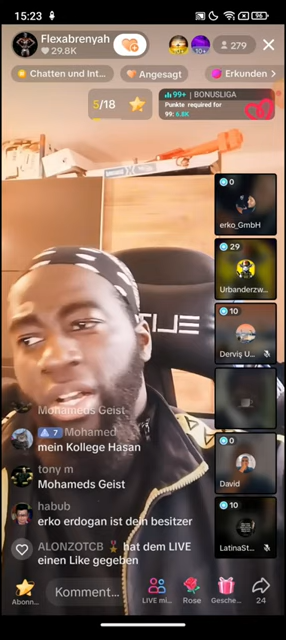 15:23
96
Flexabrenyah
29.8K
10+
279
Chatten und Int...
Angesagt
Erkunden >
5/18
99+ | BONUSLIGA
Punkte required for
99: 6,8K
0
erko_GmbH
29
Urbanderzw...
10
Derviş U...
0
David
10
LatinaSt...
Mohameds Geist
7 Mohamed
mein Kollege Hasan
tony m
Mohameds Geist
habub
erko erdogan ist dein besitzer
ALONZOTCB hat dem LIVE
einen Like gegeben
Abonn...
Komment...
LIVE mi...
Rose
Gesche...
24